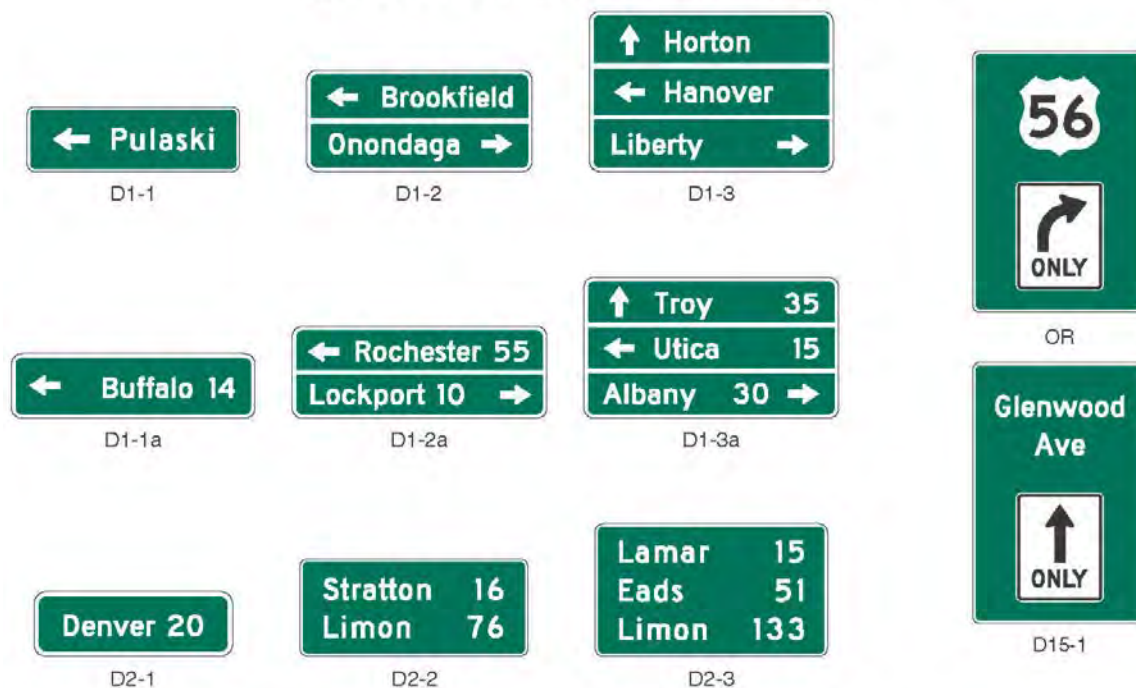 Pulaski
D1-1
Brookfield
Onondaga
D1-2
Horton
Hanover
Liberty
D1-3
Buffalo 14
D1-1a
Rochester 55
Lockport 10
D1-2a
Troy 35
Utica 15
Albany 30
D1-3a
Denver 20
D2-1
Stratton 16
Limon 76
D2-2
Lamar 15
Eads 51
Limon 133
D2-3
56
ONLY
OR
Glenwood
Ave
ONLY
D15-1